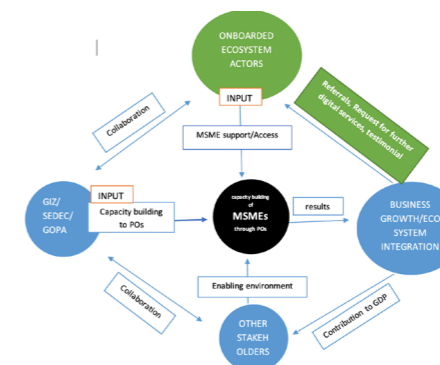 ONBOARDED
ECOSYSTEM
ACTORS
INPUT
Collaboration
MSME support/Access
Referrals, Request for further
digital services, testimonial
GIZ/
SEDEC/
GOPA
INPUT
Capacity building
to POs
capacity building
of
MSMEs
through POs
results
BUSINESS
GROWTH/ECO
SYSTEM
INTEGRATION
Enabling environment
Collaboration
Contribution to GDP
OTHER
STAKEH
OLDERS